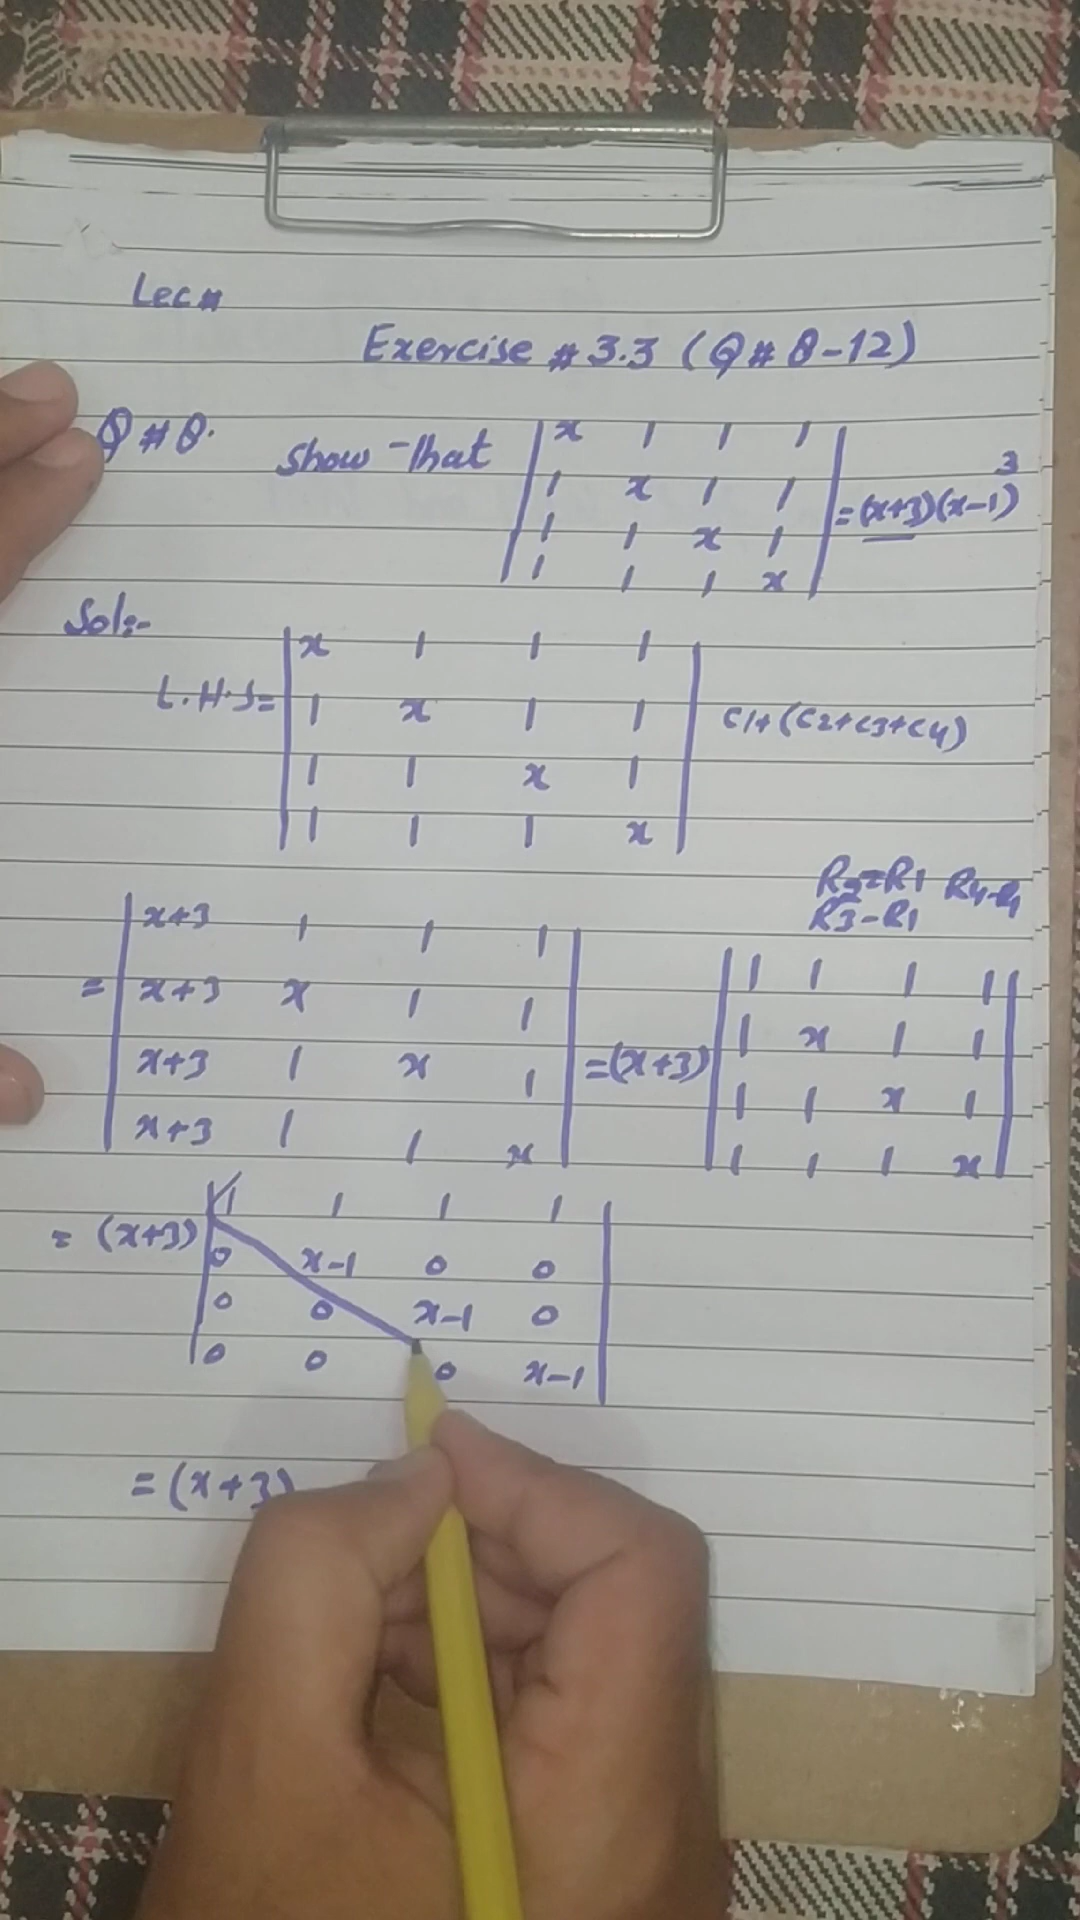 Lec #
Exercise # 3.3 (Q # 8-12)
Q # 8.
Show that | x 1 1 1 |
| 1 x 1 1 | = (x+3)(x-1)³
| 1 1 x 1 |
| 1 1 1 x |
Sol:-
L.H.S = | x 1 1 1 |
| 1 x 1 1 | C1+(C2+C3+C4)
| 1 1 x 1 |
| 1 1 1 x |
R2-R1 R4-R1
R3-R1
= | x+3 1 1 1 | = (x+3) | 1 1 1 1 |
| x+3 x 1 1 | | 1 x 1 1 |
| x+3 1 x 1 | | 1 1 x 1 |
| x+3 1 1 x | | 1 1 1 x |
= (x+3) | 1 1 1 1 |
| 0 x-1 0 0 |
| 0 0 x-1 0 |
| 0 0 0 x-1 |
= (x+3)